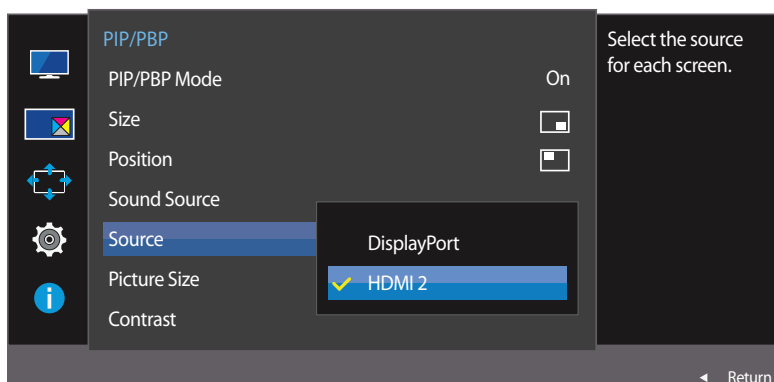 PIP/PBP
PIP/PBP Mode On
Size
Position
Sound Source
Source
Picture Size
Contrast
DisplayPort
HDMI 2
Select the source
for each screen.
Return